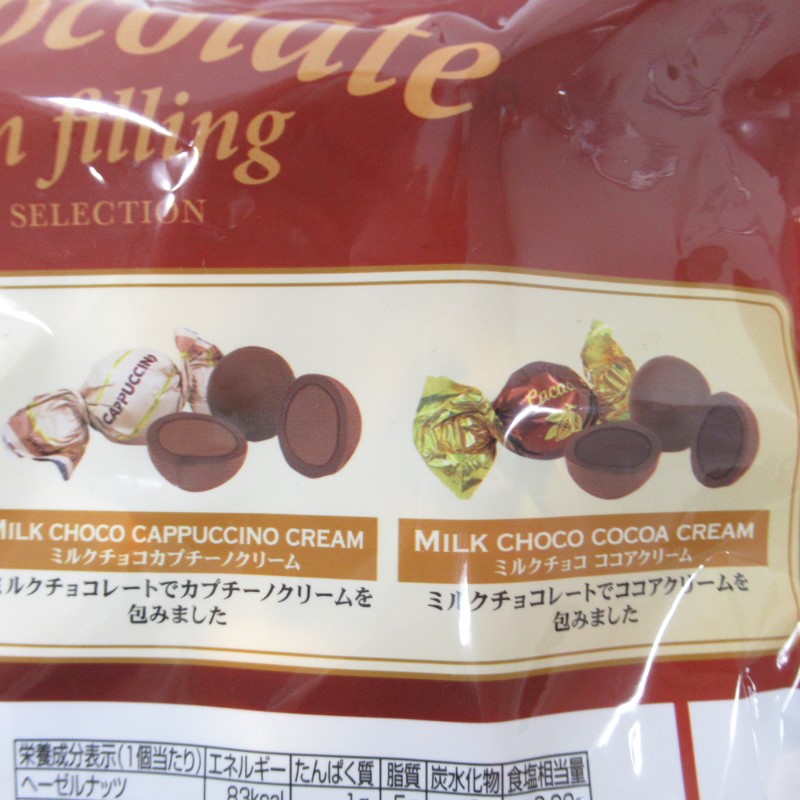 ocolate
n filling
SELECTION
CAPPUCCINO
Cacao
MILK CHOCO CAPPUCCINO CREAM
ミルクチョコカプチーノクリーム
ミルクチョコレートでカプチーノクリームを
包みました
MILK CHOCO COCOA CREAM
ミルクチョコ ココアクリーム
ミルクチョコレートでココアクリームを
包みました
栄養成分表示(1個当たり) エネルギー たんぱく質 脂質 炭水化物 食塩相当量
ヘーゼルナッツ 83kcal